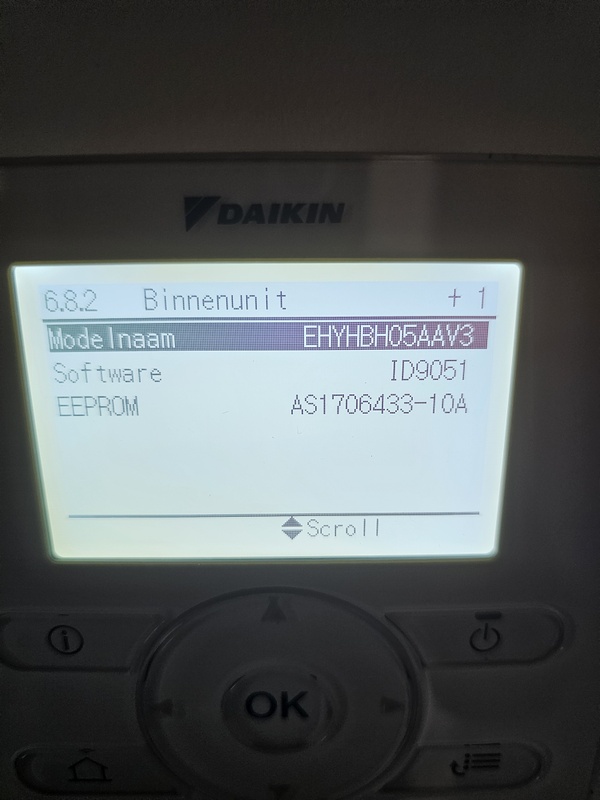 DAIKIN
6.8.2 Binnenunit + 1
Modelnaam EHYHBH05AAV3
Software ID9051
EEPROM AS1706433-10A
Scroll
OK